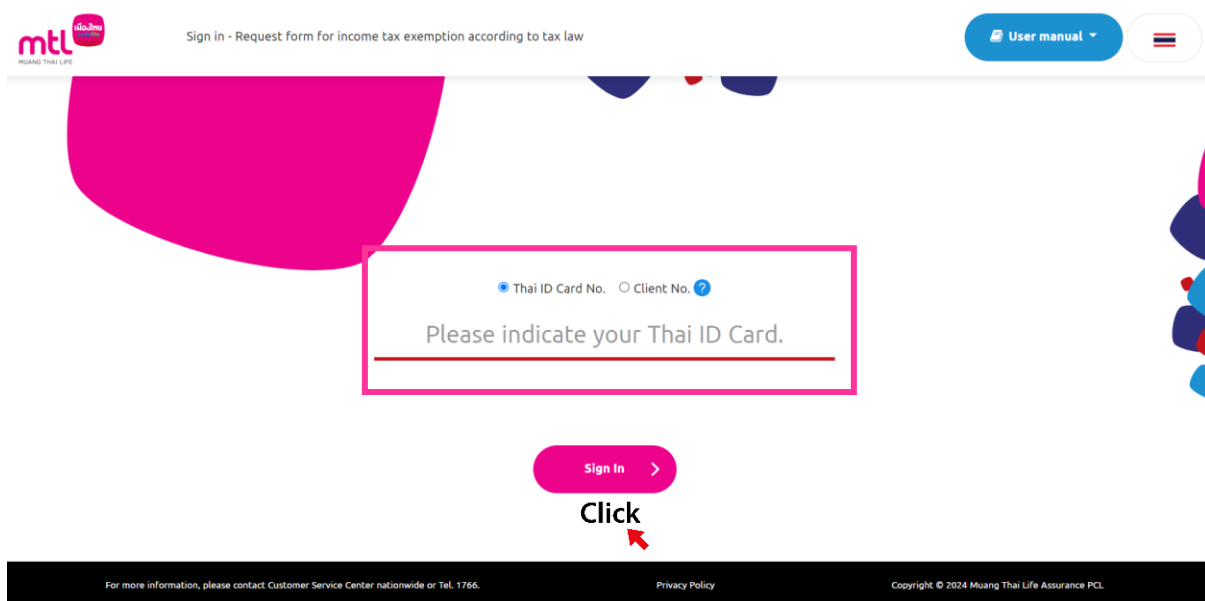 mtl
เมืองไทย
MUANG THAI LIFE
Sign in - Request form for income tax exemption according to tax law
User manual
Thai ID Card No. Client No. ?
Please indicate your Thai ID Card.
Sign In
Click
For more information, please contact Customer Service Center nationwide or Tel. 1766.
Privacy Policy
Copyright © 2024 Muang Thai Life Assurance PCL.